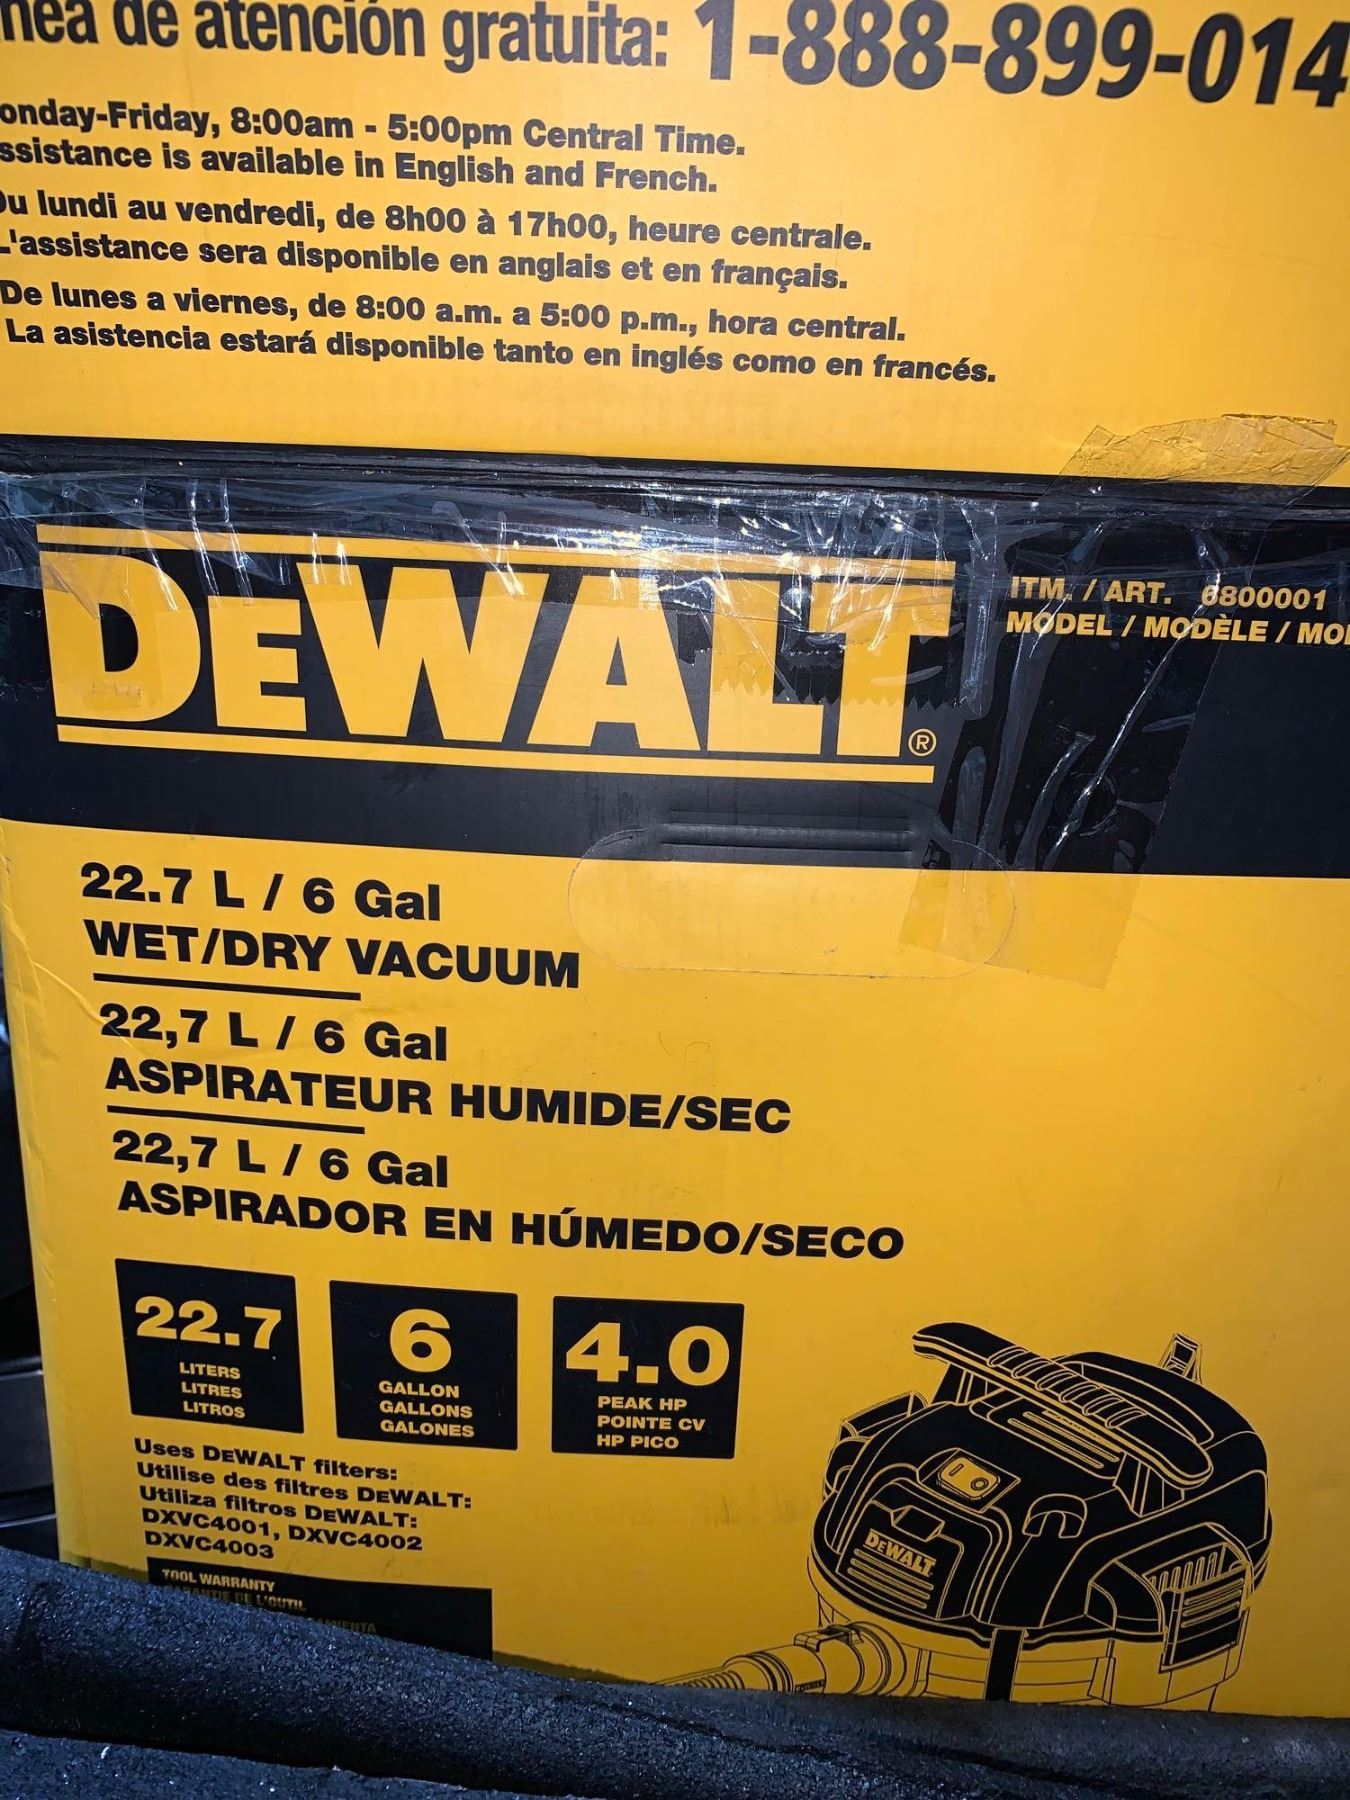 de atención gratuita: 1-888-899-014
8:00am - 5:00pm Central Time.
is available in English and French.
lundi au vendredi, de 8h00 à 17h00, heure centrale.
L'assistance sera disponible en anglais et en français.
De lunes a viernes, de 8:00 a.m. a 5:00 p.m., hora central.
La asistencia estará disponible tanto en inglés como en francés.
DEWALT®
ITM. / ART. 6800001
MODEL / MODÈLE /
22.7 L / 6 Gal
WET/DRY VACUUM
22,7 L / 6 Gal
ASPIRATEUR HUMIDE/SEC
22,7 L / 6 Gal
ASPIRADOR EN HÚMEDO/SECO
22.7
LITERS
LITRES
LITROS
6
GALLON
GALLONS
GALONES
4.0
PEAK HP
POINTE CV
HP PICO
Uses DEWALT filters:
Utilise des filtres DEWALT:
Utiliza filtros DEWALT:
DXVC4001, DXVC4002
DXVC4003
TOOL WARRANTY
DE L'OUTIL
DEWALT